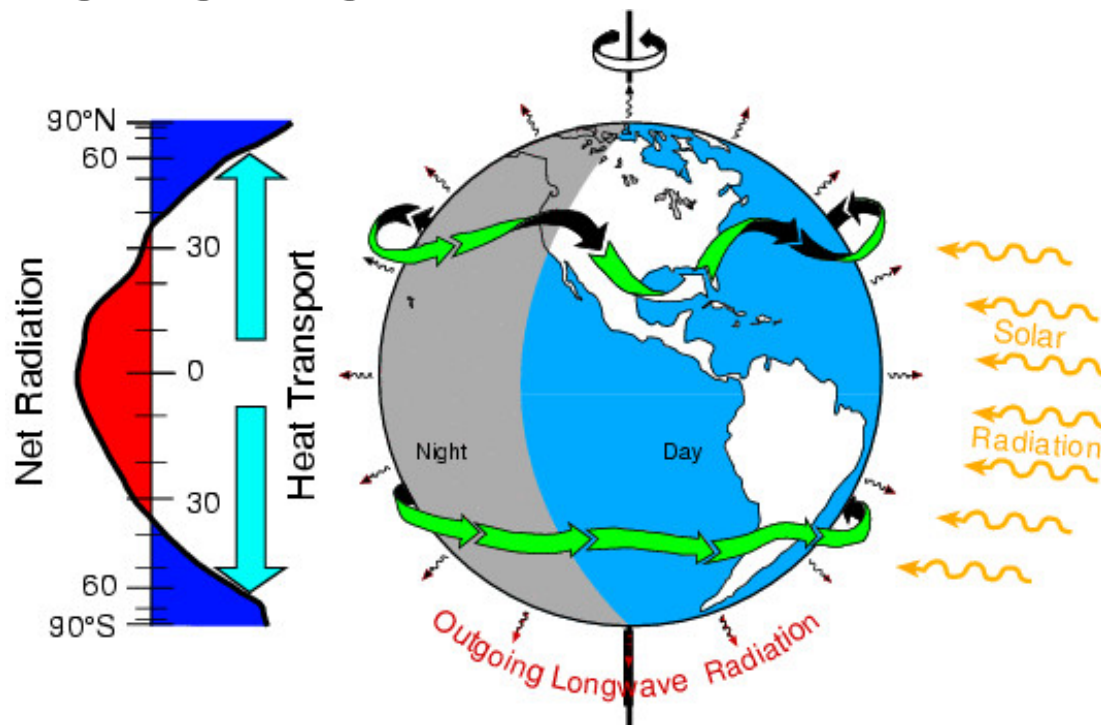 90°N
60
30
0
30
60
90°S
Net Radiation
Heat Transport
Night
Day
Solar
Radiation
Outgoing Longwave Radiation